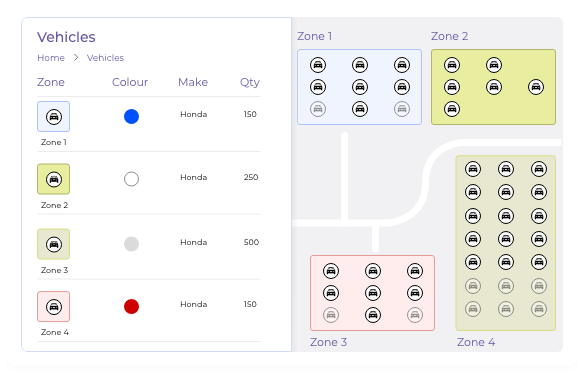 Vehicles
Home > Vehicles
Zone Colour Make Qty
Honda 150
Zone 1
Honda 250
Zone 2
Honda 500
Zone 3
Honda 150
Zone 4
Zone 1 Zone 2
Zone 3 Zone 4